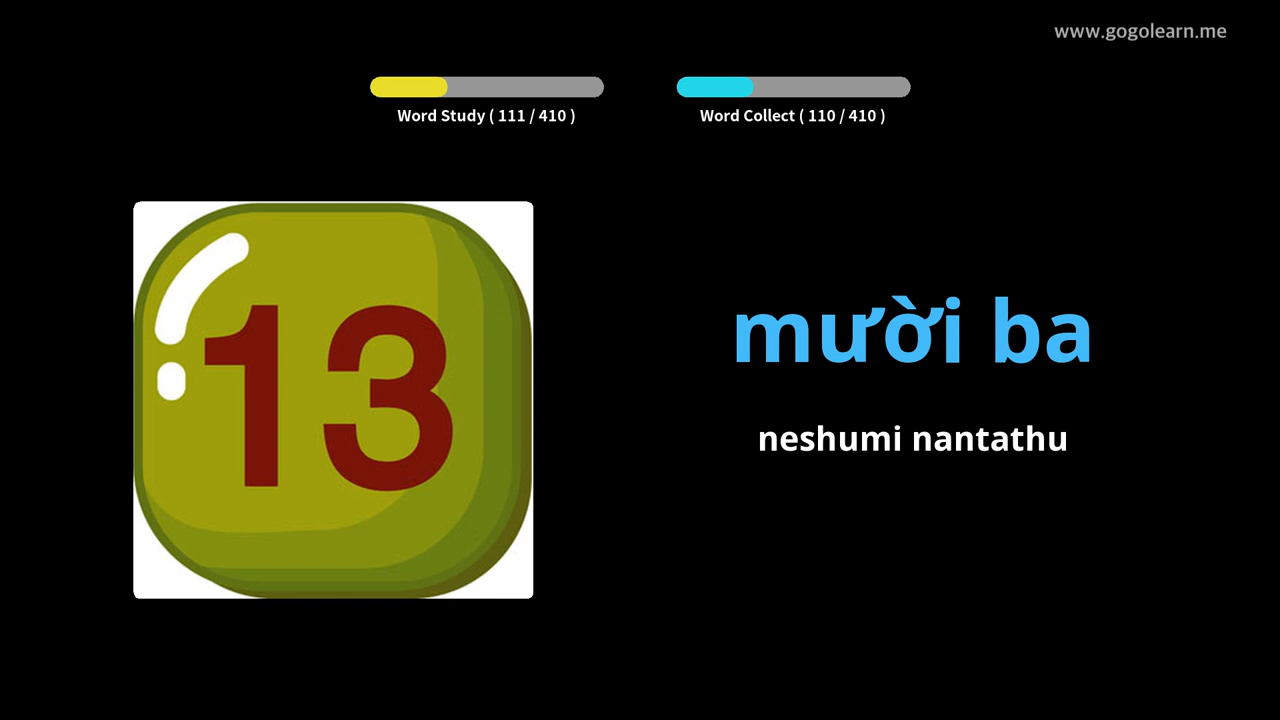 www.gogolearn.me
Word Study ( 111 / 410 )
Word Collect ( 110 / 410 )
13
mười ba
neshumi nantathu